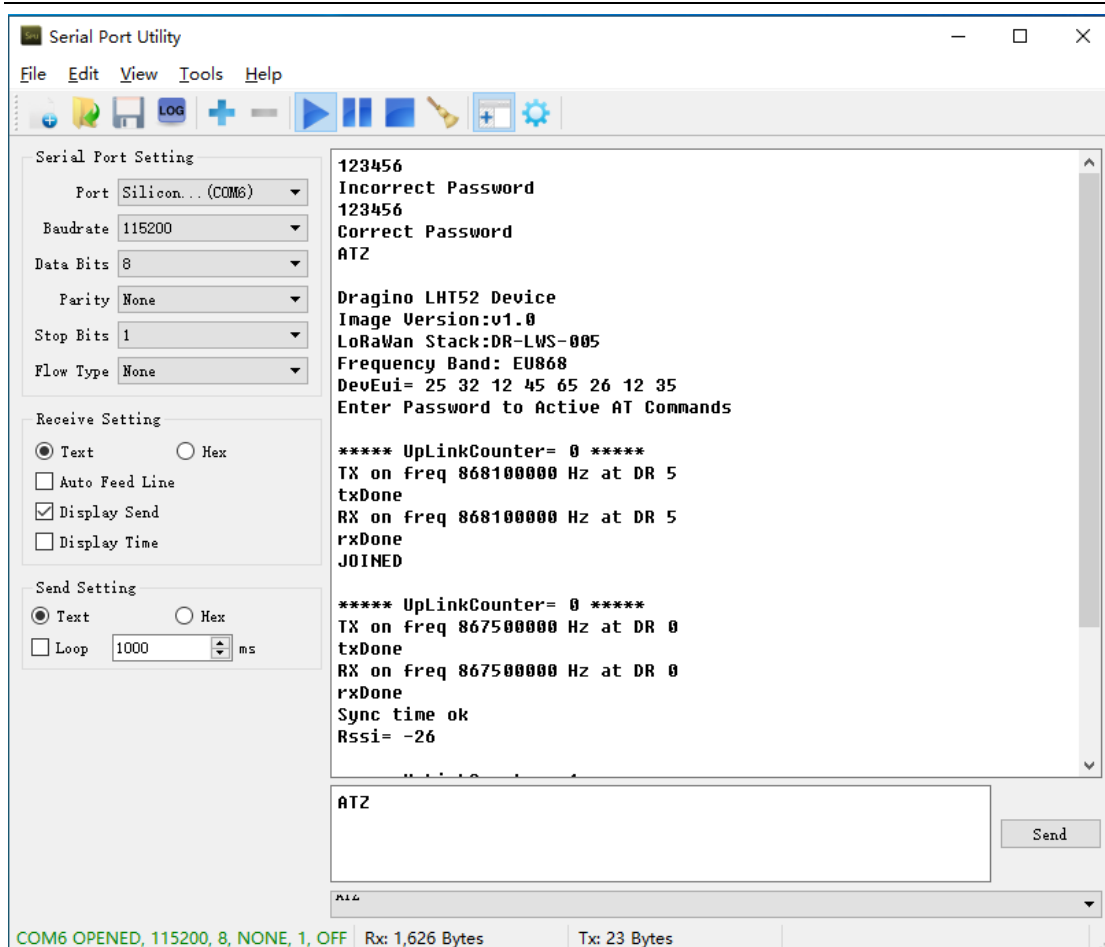 Serial Port Utility
File Edit View Tools Help
LOG
Serial Port Setting
Port Silicon...(COM6)
Baudrate 115200
Data Bits 8
Parity None
Stop Bits 1
Flow Type None
Receive Setting
Text Hex
Auto Feed Line
Display Send
Display Time
Send Setting
Text Hex
Loop 1000 ms
123456
Incorrect Password
123456
Correct Password
ATZ
Dragino LHT52 Device
Image Version:v1.0
LoRaWan Stack:DR-LWS-005
Frequency Band: EU868
DevEui= 25 32 12 45 65 26 12 35
Enter Password to Active AT Commands
***** UpLinkCounter= 0 *****
TX on freq 868100000 Hz at DR 5
txDone
RX on freq 868100000 Hz at DR 5
rxDone
JOINED
***** UpLinkCounter= 0 *****
TX on freq 867500000 Hz at DR 0
txDone
RX on freq 867500000 Hz at DR 0
rxDone
Sync time ok
Rssi= -26
ATZ
Send
ATZ
COM6 OPENED, 115200, 8, NONE, 1, OFF Rx: 1,626 Bytes Tx: 23 Bytes